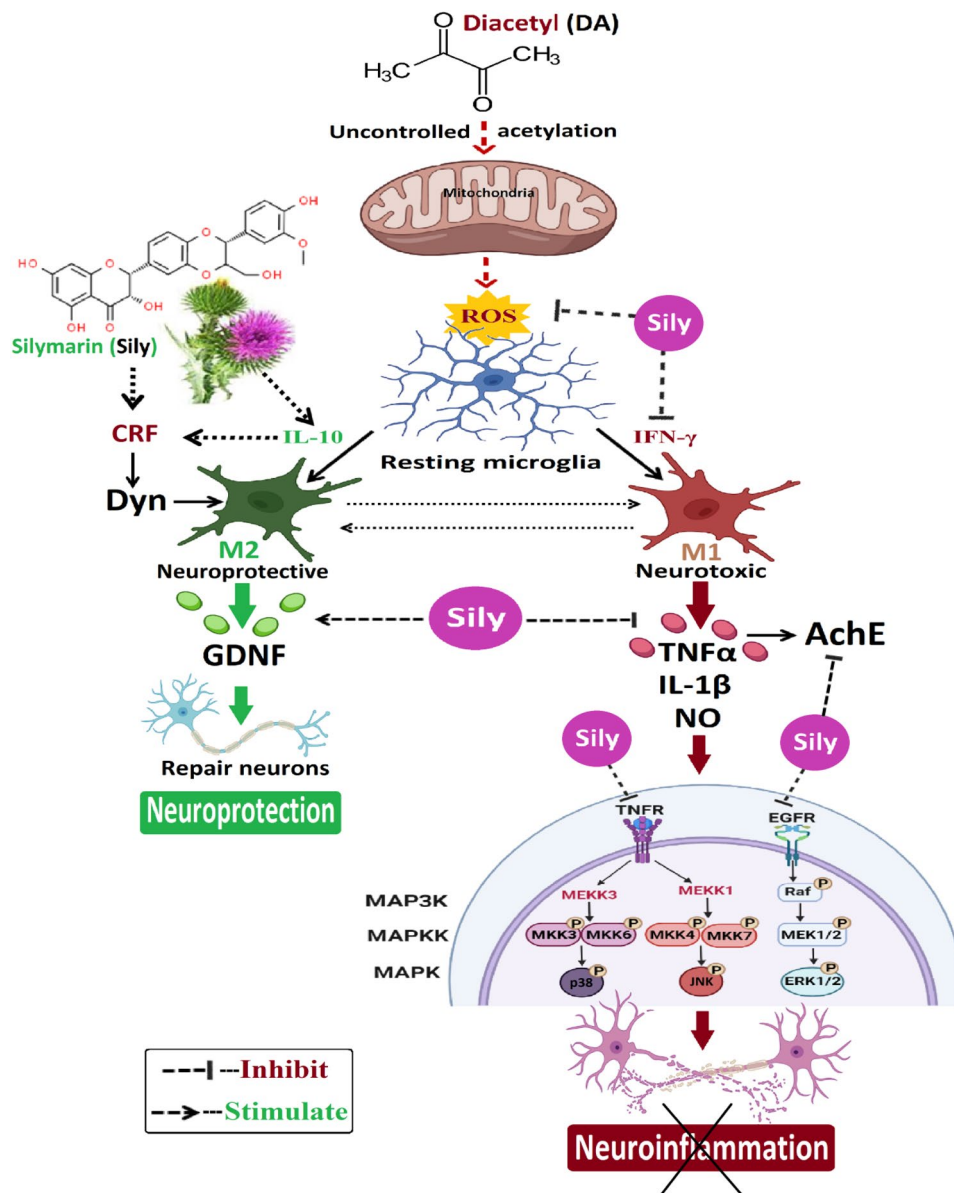 Diacetyl (DA)
O
H₃C
CH₃
O
Uncontrolled acetylation
Mitochondria
OH
O
O
O
HO
O
O
OH
OH
OH
O
Silymarin (Sily)
ROS
Sily
CRF
IL-10
IFN-γ
Resting microglia
Dyn
M2
Neuroprotective
M1
Neurotoxic
Sily
GDNF
TNFα
IL-1β
NO
AchE
Repair neurons
Neuroprotection
Sily
Sily
TNFR
EGFR
MAP3K
MEKK3
MEKK1
Raf
P
MAPKK
MKK3
P
MKK6
P
MKK4
P
MKK7
P
MEK1/2
P
MAPK
p38
P
JNK
P
ERK1/2
P
---Inhibit
---Stimulate
Neuroinflammation